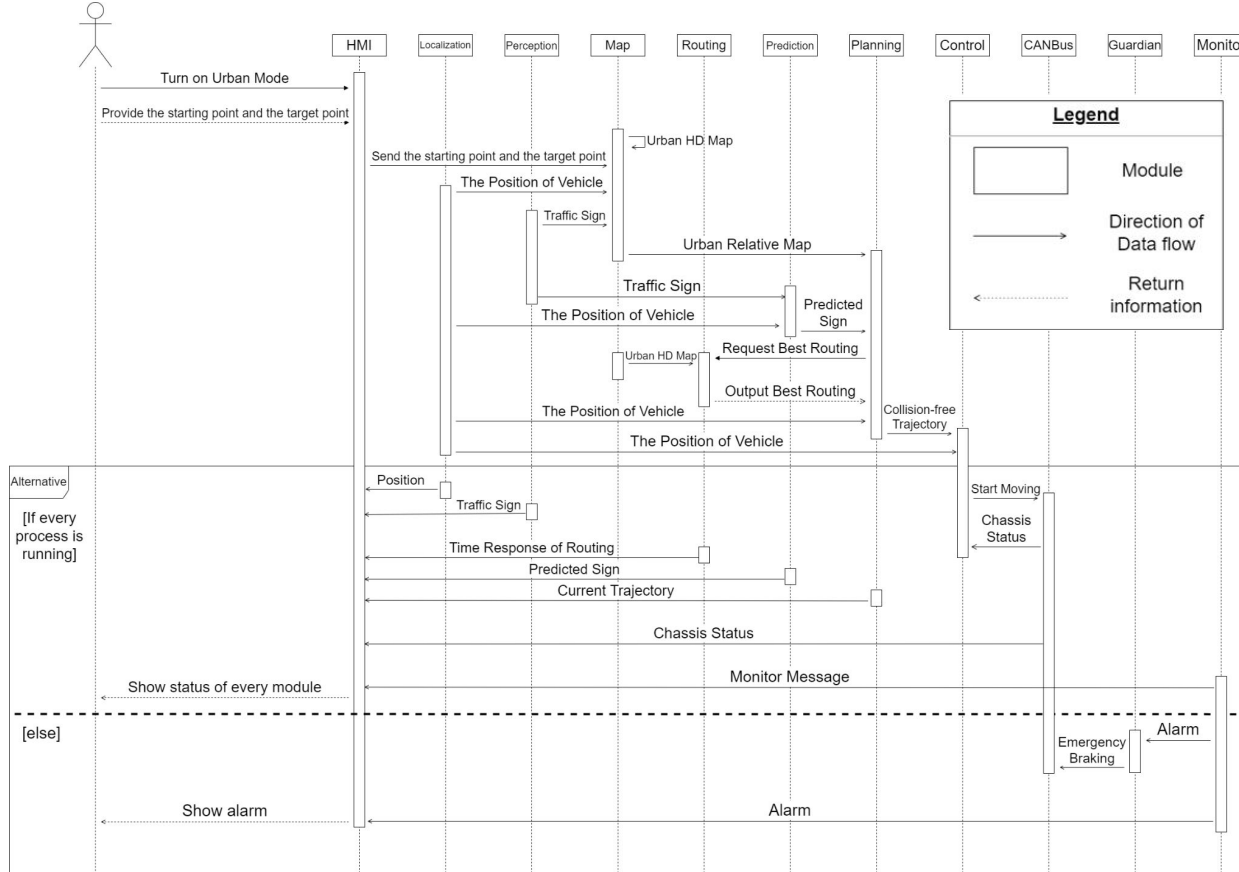 HMI
Localization
Perception
Map
Routing
Prediction
Planning
Control
CANBus
Guardian
Monitor
Turn on Urban Mode
Provide the starting point and the target point
Legend
Module
Direction of
Data flow
Return
information
Urban HD Map
Send the starting point and the target point
The Position of Vehicle
Traffic Sign
Urban Relative Map
Traffic Sign
The Position of Vehicle
Predicted
Sign
Urban HD Map
Request Best Routing
Output Best Routing
The Position of Vehicle
Collision-free
Trajectory
The Position of Vehicle
Alternative
[If every
process is
running]
Position
Start Moving
Traffic Sign
Chassis
Status
Time Response of Routing
Predicted Sign
Current Trajectory
Chassis Status
Monitor Message
Show status of every module
[else]
Alarm
Emergency
Braking
Show alarm
Alarm